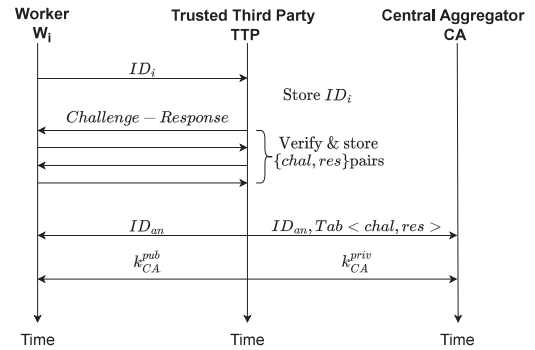 Worker
W_i
Trusted Third Party
TTP
Central Aggregator
CA
ID_i
Store ID_i
Challenge − Response
Verify & store
{chal, res}pairs
ID_an
ID_an, Tab < chal, res >
k_CA^pub
k_CA^priv
Time
Time
Time